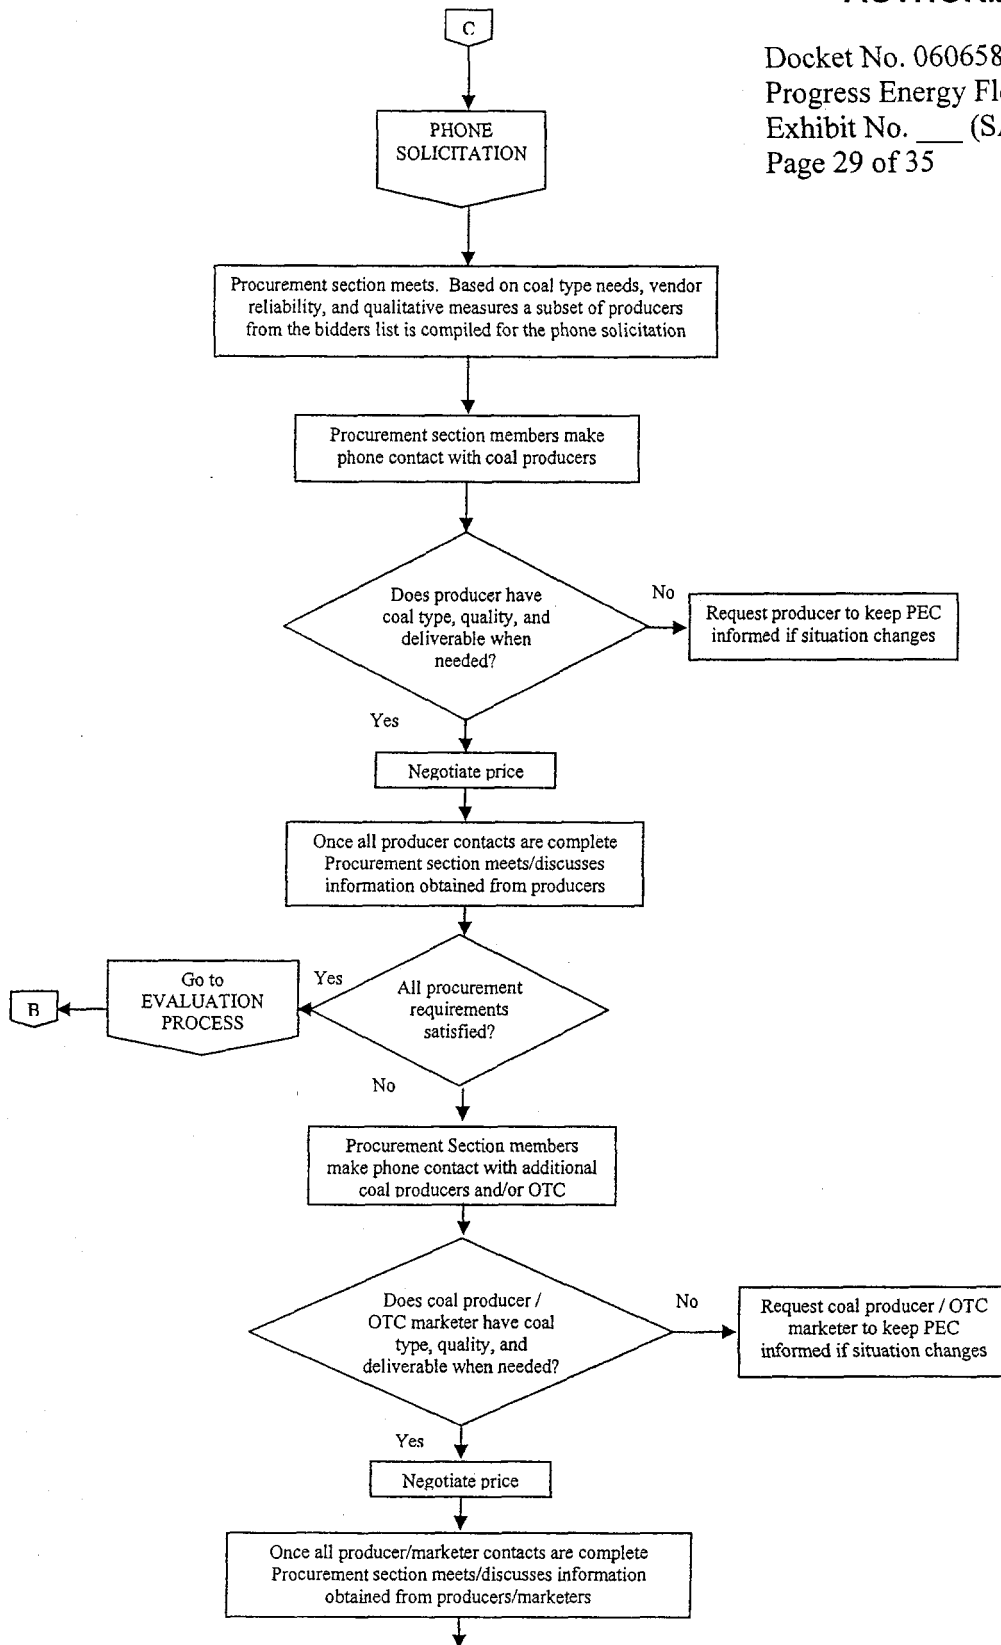 C
Docket No. 060658
Progress Energy
Exhibit No. ___
Page 29 of 35
PHONE
SOLICITATION
Procurement section meets. Based on coal type needs, vendor
reliability, and qualitative measures a subset of producers
from the bidders list is compiled for the phone solicitation
Procurement section members make
phone contact with coal producers
Does producer have
coal type, quality, and
deliverable when
needed?
No
Request producer to keep PEC
informed if situation changes
Yes
Negotiate price
Once all producer contacts are complete
Procurement section meets/discusses
information obtained from producers
All procurement
requirements
satisfied?
Yes
Go to
EVALUATION
PROCESS
B
No
Procurement Section members
make phone contact with additional
coal producers and/or OTC
Does coal producer /
OTC marketer have coal
type, quality, and
deliverable when needed?
No
Request coal producer / OTC
marketer to keep PEC
informed if situation changes
Yes
Negotiate price
Once all producer/marketer contacts are complete
Procurement section meets/discusses information
obtained from producers/marketers